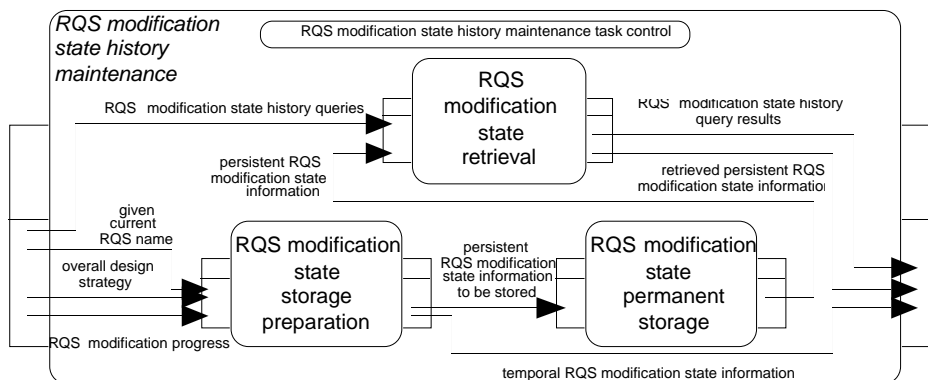 RQS modification
state history
maintenance
RQS modification state history maintenance task control
RQS
modification
state
retrieval
RQS modification state history queries
RQS modification state history
query results
persistent RQS
modification state
information
retrieved persistent RQS
modification state information
given
current
RQS name
overall design
strategy
RQS modification progress
RQS modification
state
storage
preparation
persistent
RQS modification
state information
to be stored
RQS modification
state
permanent
storage
temporal RQS modification state information